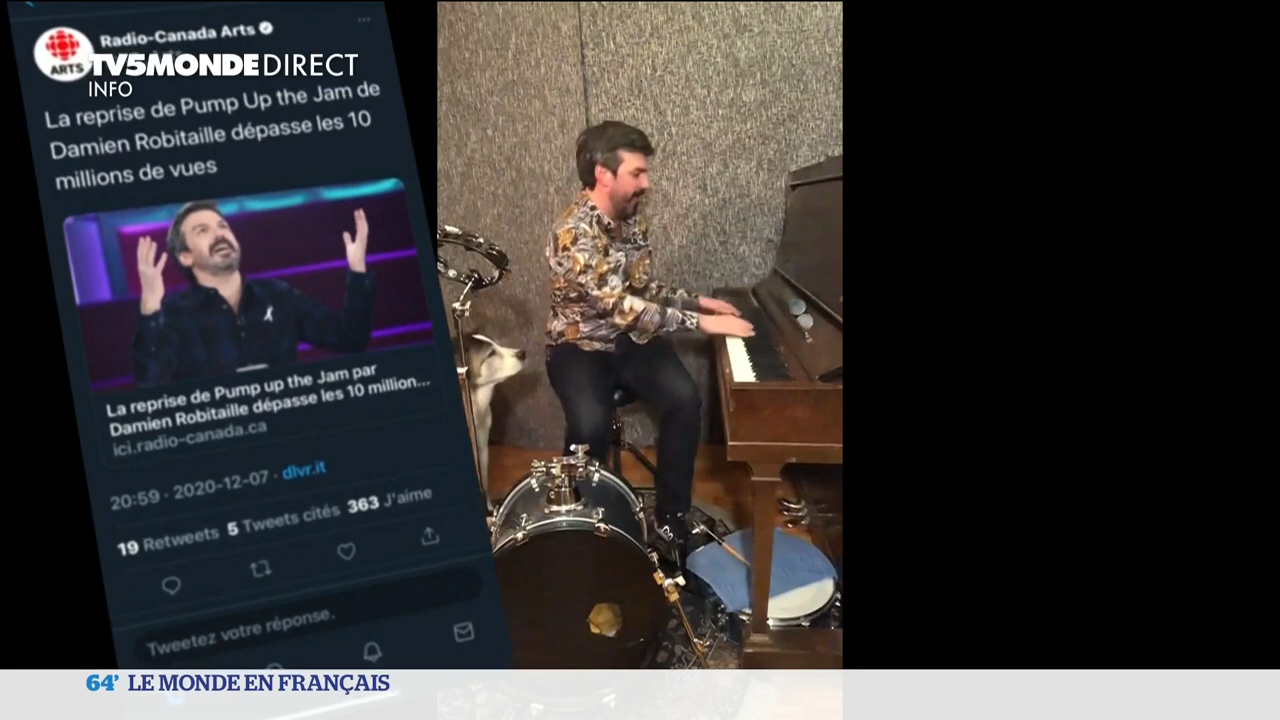 Radio-Canada Arts
ARTS
TV5MONDE DIRECT
INFO
La reprise de Pump Up the Jam de
Damien Robitaille dépasse les 10
millions de vues
La reprise de Pump up the Jam par
Damien Robitaille dépasse les 10 million...
ici.radio-canada.ca
20:59 · 2020-12-07 · dlvr.it
19 Retweets 5 Tweets cités 363 J'aime
Tweetez votre réponse.
64' LE MONDE EN FRANÇAIS